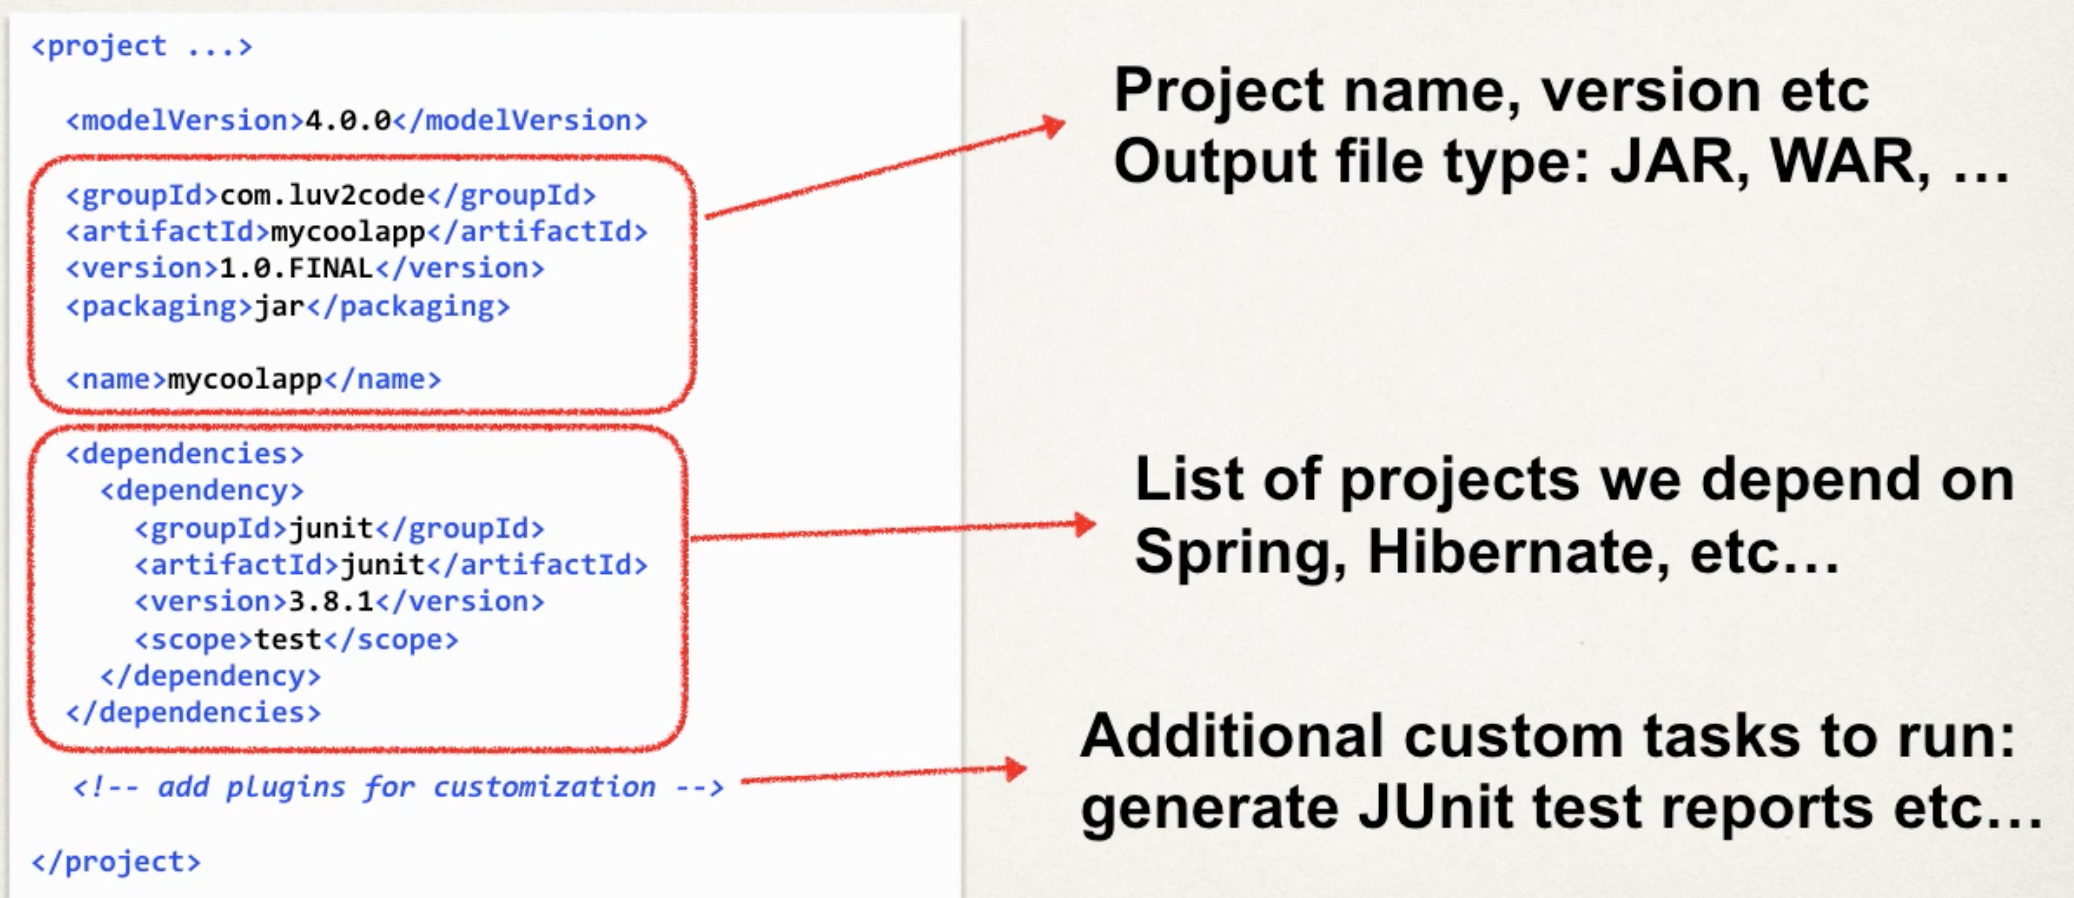 <project ...>
<modelVersion>4.0.0</modelVersion>
<groupId>com.luv2code</groupId>
<artifactId>mycoolapp</artifactId>
<version>1.0.FINAL</version>
<packaging>jar</packaging>
<name>mycoolapp</name>
<dependencies>
<dependency>
<groupId>junit</groupId>
<artifactId>junit</artifactId>
<version>3.8.1</version>
<scope>test</scope>
</dependency>
</dependencies>
<!-- add plugins for customization -->
</project>
Project name, version etc
Output file type: JAR, WAR, …
List of projects we depend on
Spring, Hibernate, etc…
Additional custom tasks to run:
generate JUnit test reports etc…